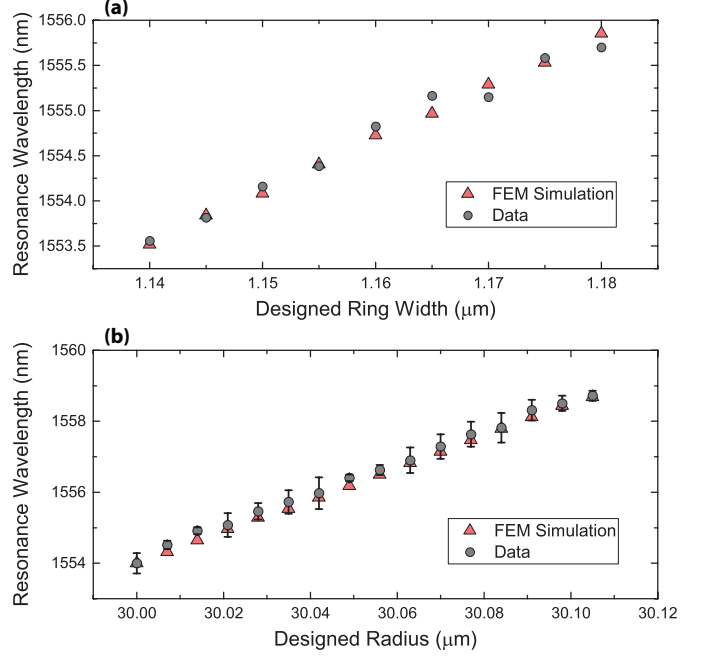 (a)
1556.0
1555.5
1555.0
1554.5
1554.0
1553.5
Resonance Wavelength (nm)
FEM Simulation
Data
1.14 1.15 1.16 1.17 1.18
Designed Ring Width (μm)
(b)
1560
1558
1556
1554
Resonance Wavelength (nm)
FEM Simulation
Data
30.00 30.02 30.04 30.06 30.08 30.10 30.12
Designed Radius (μm)